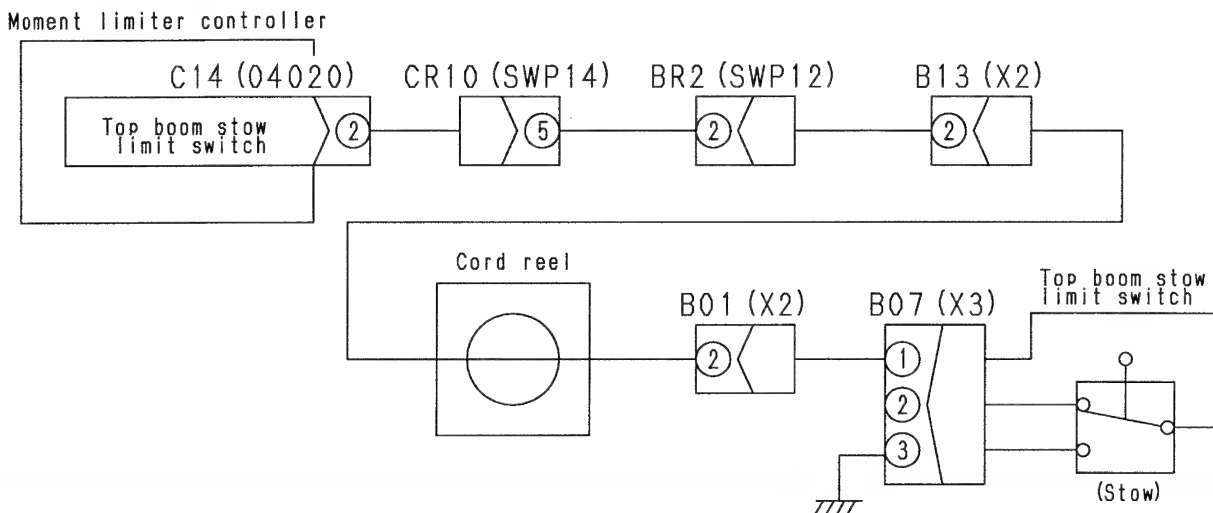 Moment limiter controller
C14 (04020)
CR10 (SWP14)
BR2 (SWP12)
B13 (X2)
Top boom stow
limit switch
2
5
2
2
Cord reel
B01 (X2)
B07 (X3)
Top boom stow
limit switch
2
1
2
3
(Stow)